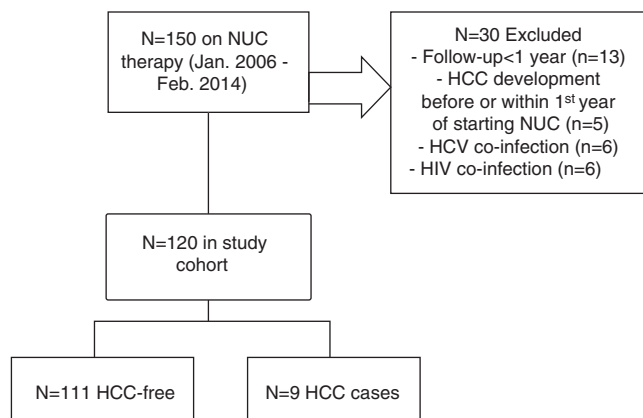 N=150 on NUC
therapy (Jan. 2006 -
Feb. 2014)
N=30 Excluded
- Follow-up<1 year (n=13)
- HCC development
before or within 1st year
of starting NUC (n=5)
- HCV co-infection (n=6)
- HIV co-infection (n=6)
N=120 in study
cohort
N=111 HCC-free
N=9 HCC cases